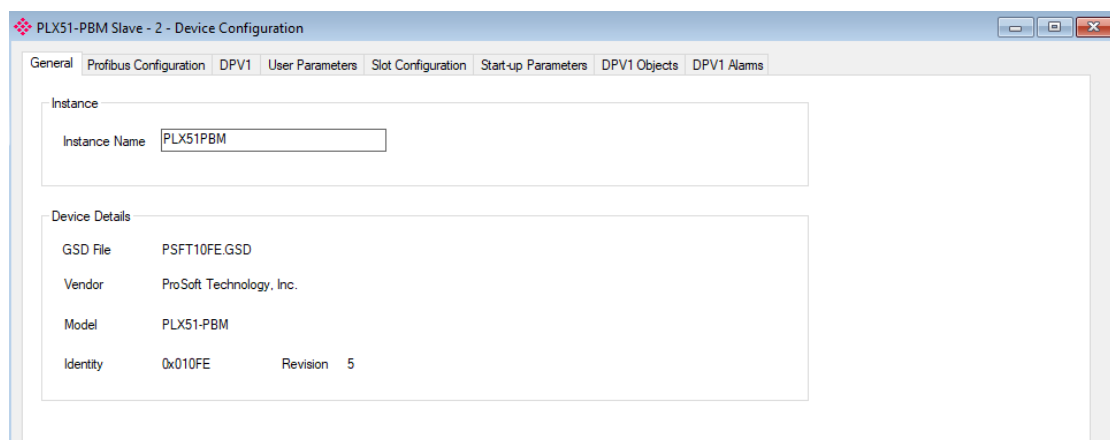 PLX51-PBM Slave - 2 - Device Configuration
General Profibus Configuration DPV1 User Parameters Slot Configuration Start-up Parameters DPV1 Objects DPV1 Alarms
Instance
Instance Name PLX51PBM
Device Details
GSD File PSFT10FE.GSD
Vendor ProSoft Technology, Inc.
Model PLX51-PBM
Identity 0x010FE Revision 5